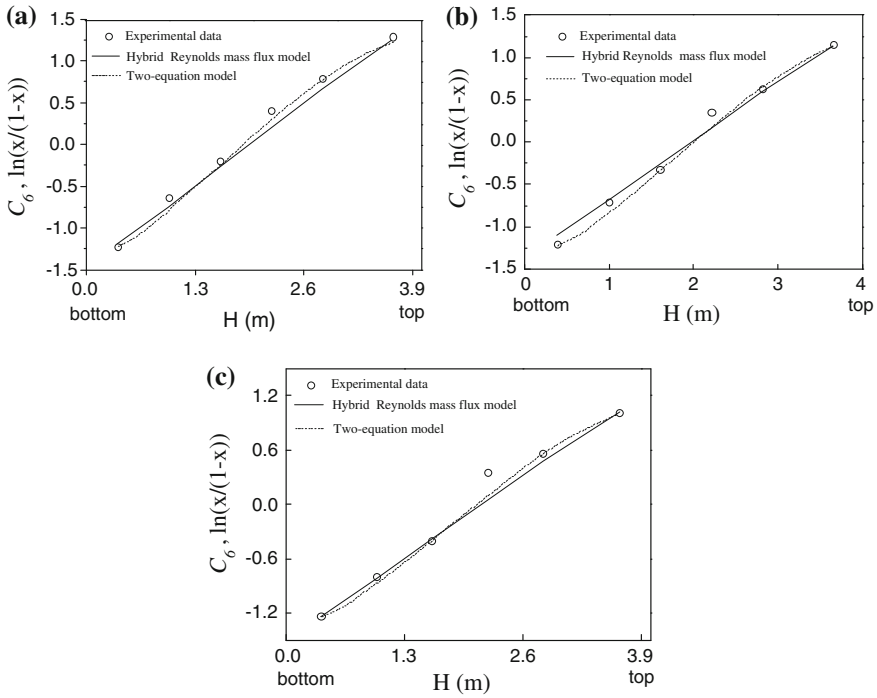 (a)
1.5
1.0
0.5
0.0
-0.5
-1.0
-1.5
C6 , ln(x/(1-x))
Experimental data
Hybrid Reynolds mass flux model
Two-equation model
0.0 1.3 2.6 3.9
bottom H (m) top
(b)
1.5
1.0
0.5
0.0
-0.5
-1.0
-1.5
C6 , ln(x/(1-x))
Experimental data
Hybrid Reynolds mass flux model
Two-equation model
0 1 2 3 4
bottom H (m) top
(c)
1.2
0.6
0.0
-0.6
-1.2
C6 , ln(x/(1-x))
Experimental data
Hybrid Reynolds mass flux model
Two-equation model
0.0 1.3 2.6 3.9
bottom H (m) top